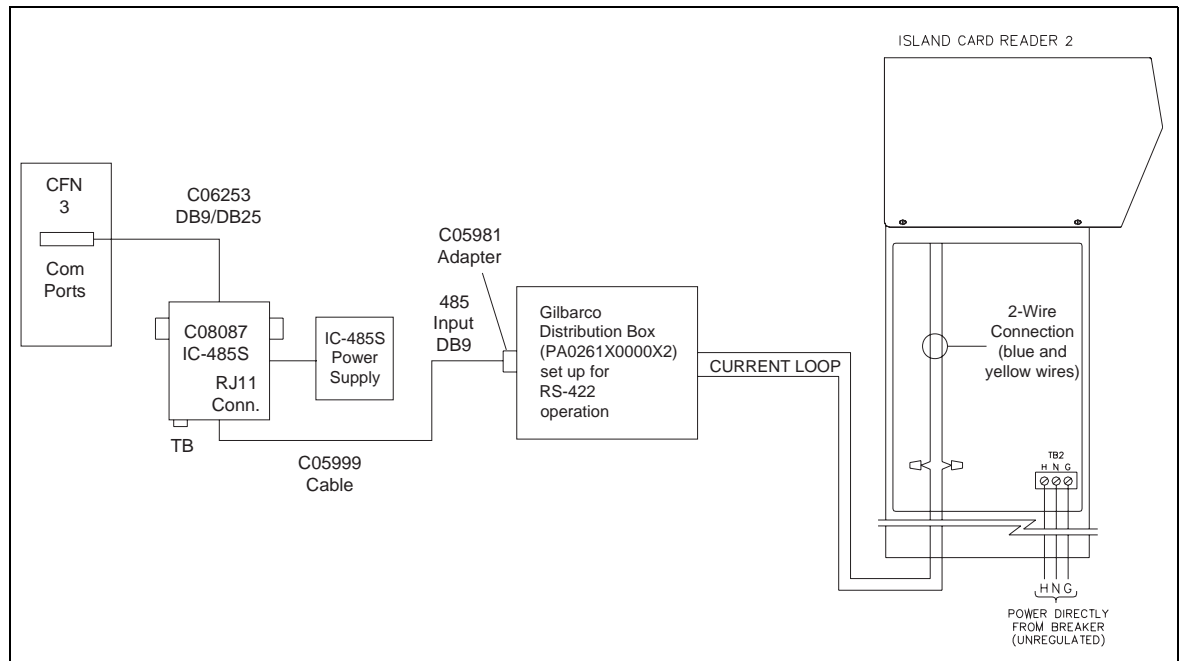 ISLAND CARD READER 2
CFN
3
Com
Ports
C06253
DB9/DB25
C08087
IC-485S
RJ11
Conn.
TB
IC-485S
Power
Supply
C05999
Cable
C05981
Adapter
485
Input
DB9
Gilbarco
Distribution Box
(PA0261X0000X2)
set up for
RS-422
operation
CURRENT LOOP
2-Wire
Connection
(blue and
yellow wires)
TB2
H N G
H N G
POWER DIRECTLY
FROM BREAKER
(UNREGULATED)